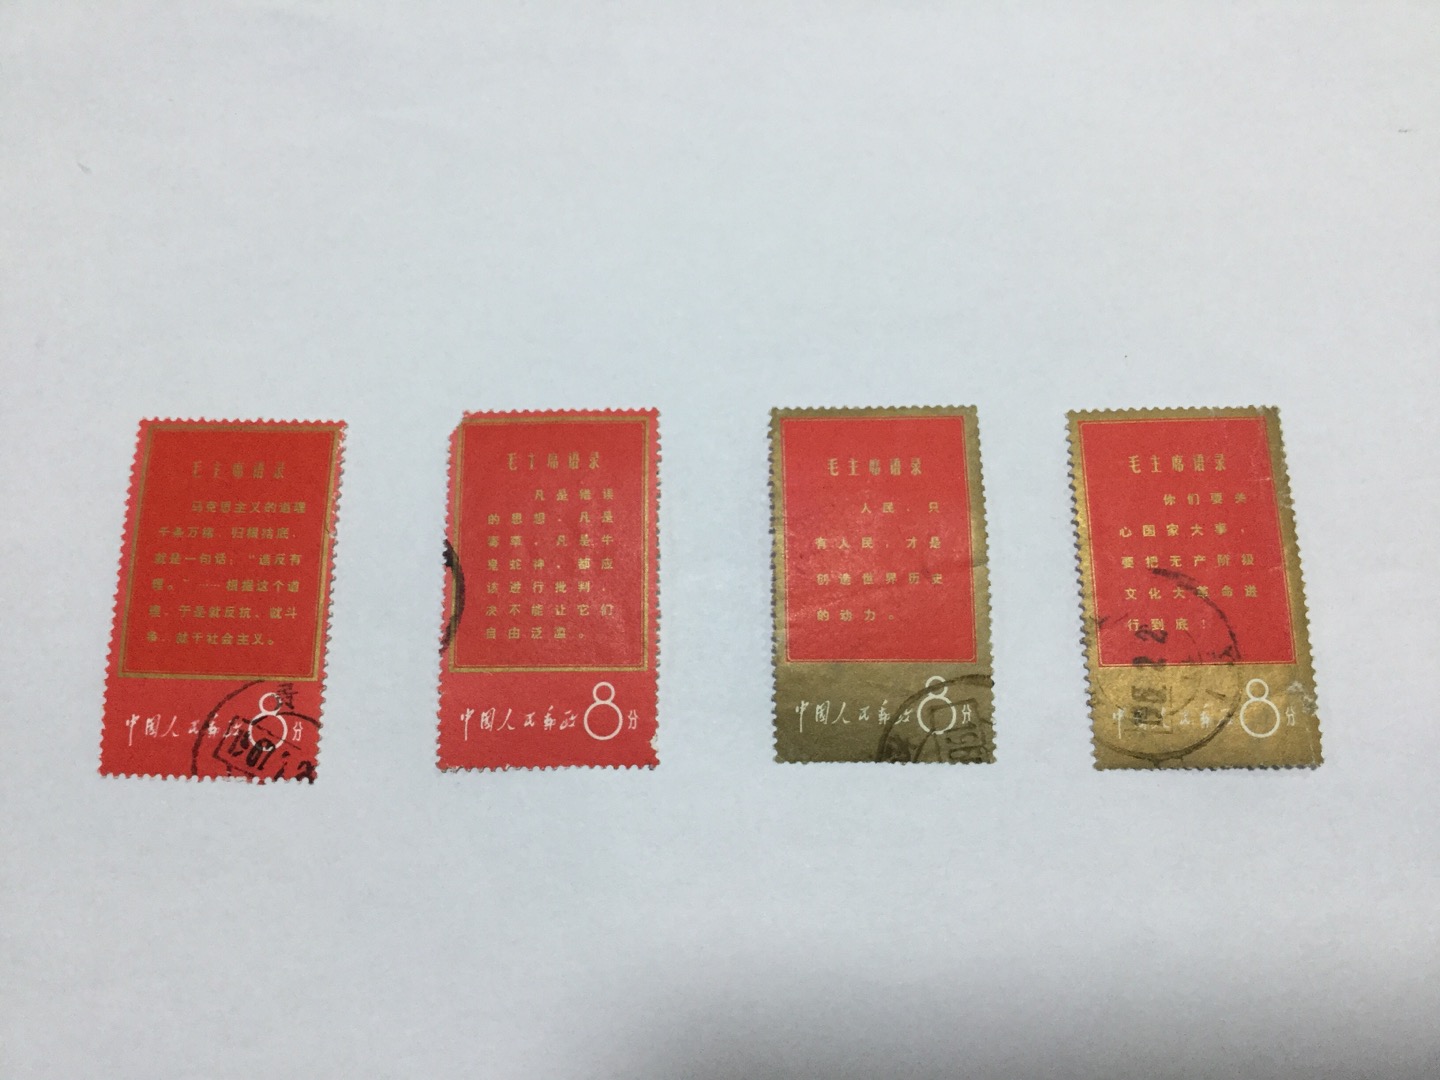 毛主席语录
马克思主义的道理
千条万绪，归根结底，
就是一句话：“造反有
理。”——根据这个道
理，于是就反抗，就斗
争，就干社会主义。
中国人民邮政 8分
毛主席语录
凡是错误
的思想，凡是
毒草，凡是牛
鬼蛇神，都应
该进行批判，
决不能让它们
自由泛滥。
中国人民邮政 8分
毛主席语录
人民，只
有人民，才是
创造世界历史
的动力。
中国人民邮政 8分
毛主席语录
你们要关
心国家大事，
要把无产阶级
文化大革命进
行到底！
中国人民邮政 8分